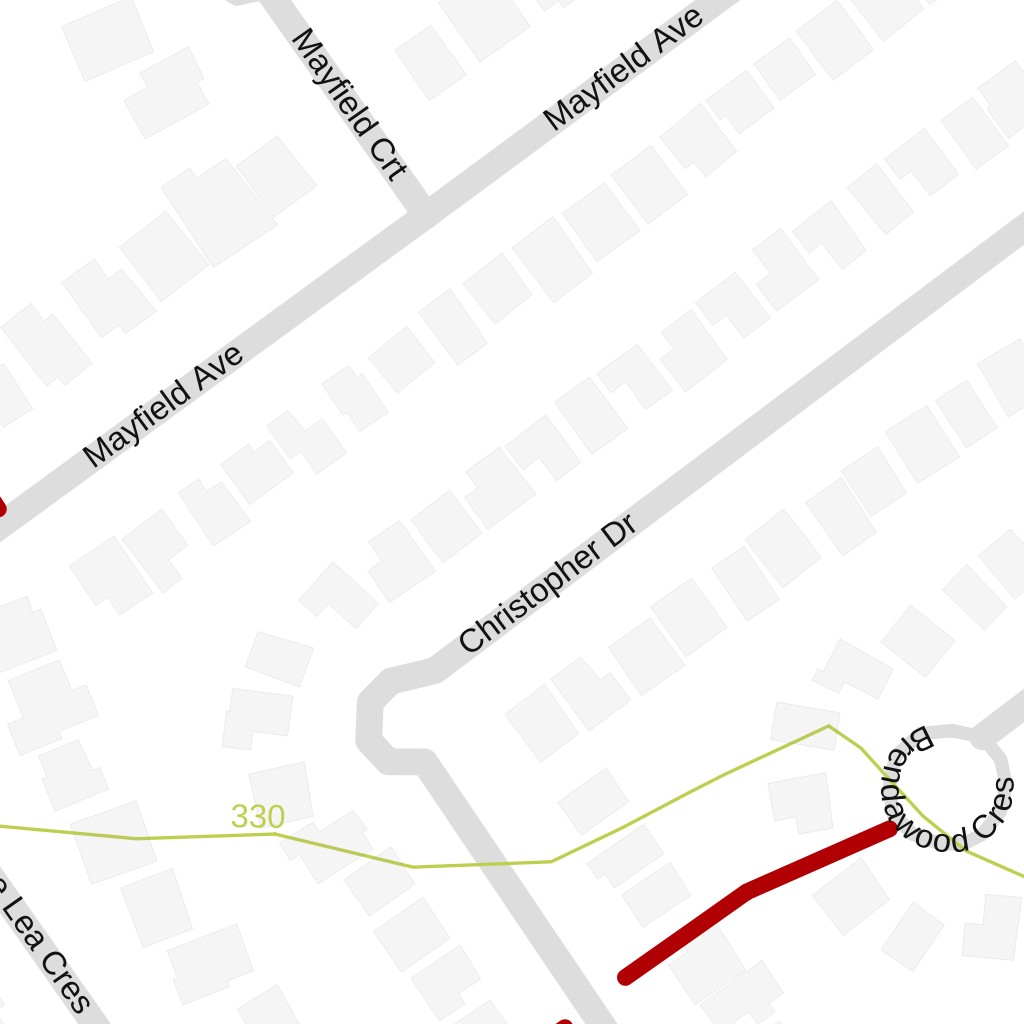 Mayfield Ave
Mayfield Crt
Mayfield Ave
Christopher Dr
Brendawood Cres
330
Lea Cres